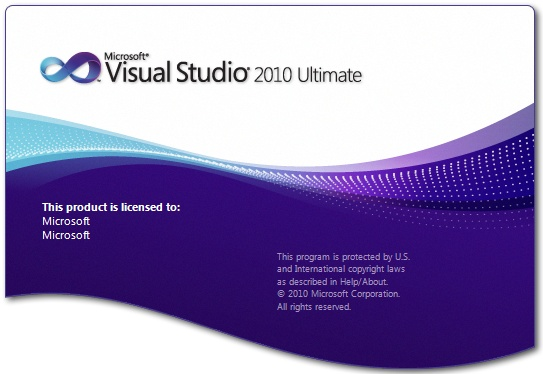 Microsoft®
Visual Studio® 2010 Ultimate
This product is licensed to:
Microsoft
Microsoft
This program is protected by U.S.
and International copyright laws
as described in Help/About.
© 2010 Microsoft Corporation.
All rights reserved.